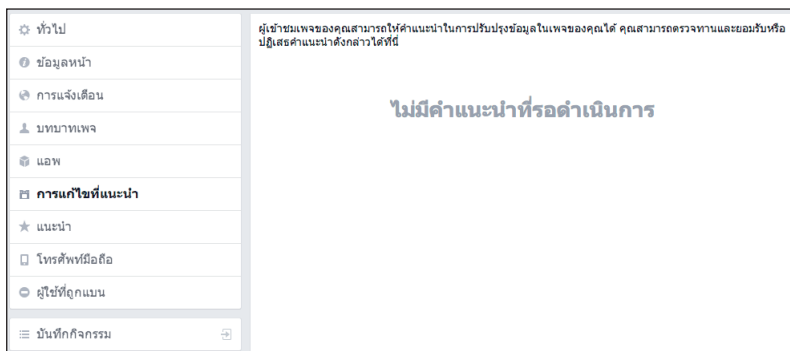 ทั่วไป
ข้อมูลหน้า
การแจ้งเตือน
บทบาทเพจ
แอพ
การแก้ไขที่แนะนำ
แนะนำ
โทรศัพท์มือถือ
ผู้ใช้ที่ถูกแบน
บันทึกกิจกรรม
ผู้เข้าชมเพจของคุณสามารถให้คำแนะนำในการปรับปรุงข้อมูลในเพจของคุณได้ คุณสามารถตรวจทานและยอมรับหรือ
ปฏิเสธคำแนะนำดังกล่าวได้ที่นี่
ไม่มีคำแนะนำที่รอดำเนินการ